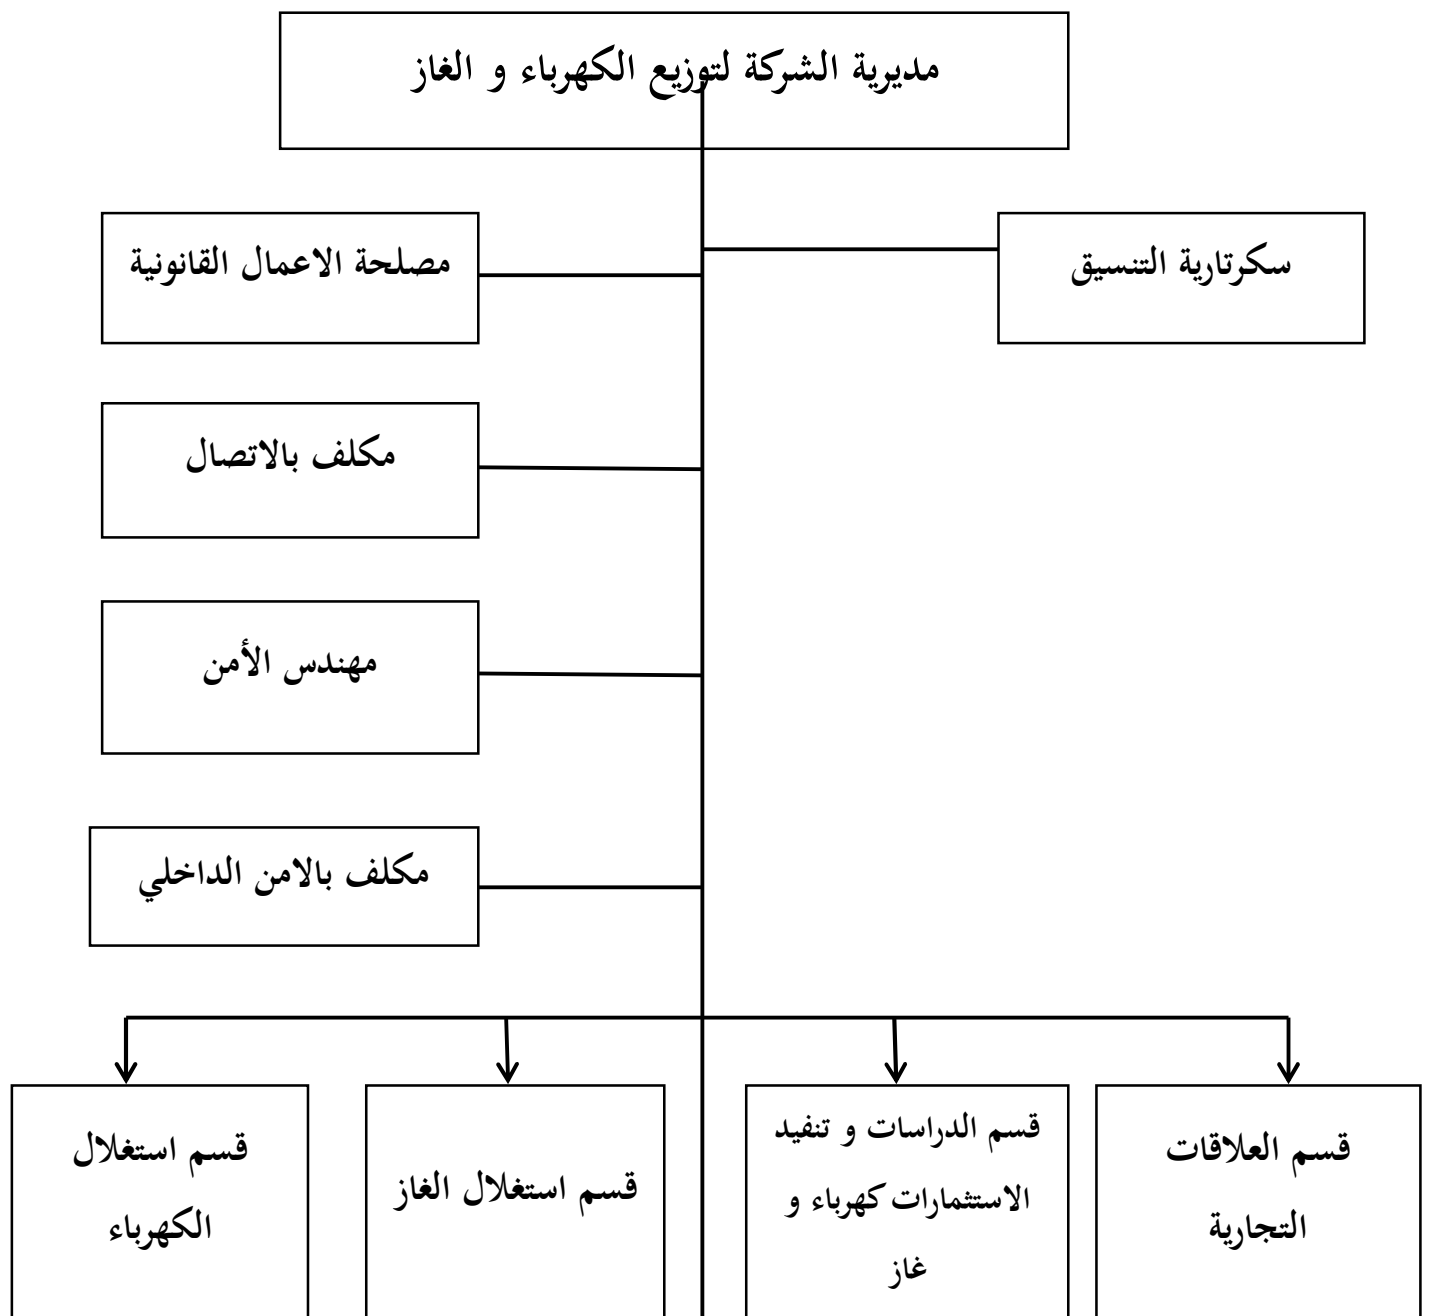 مديرية الشركة لتوزيع الكهرباء و الغاز
سكرتارية التنسيق
مصلحة الاعمال القانونية
مكلف بالاتصال
مهندس الأمن
مكلف بالامن الداخلي
قسم العلاقات
التجارية
قسم الدراسات و تنفيد
الاستثمارات كهرباء و
غاز
قسم استغلال الغاز
قسم استغلال
الكهرباء